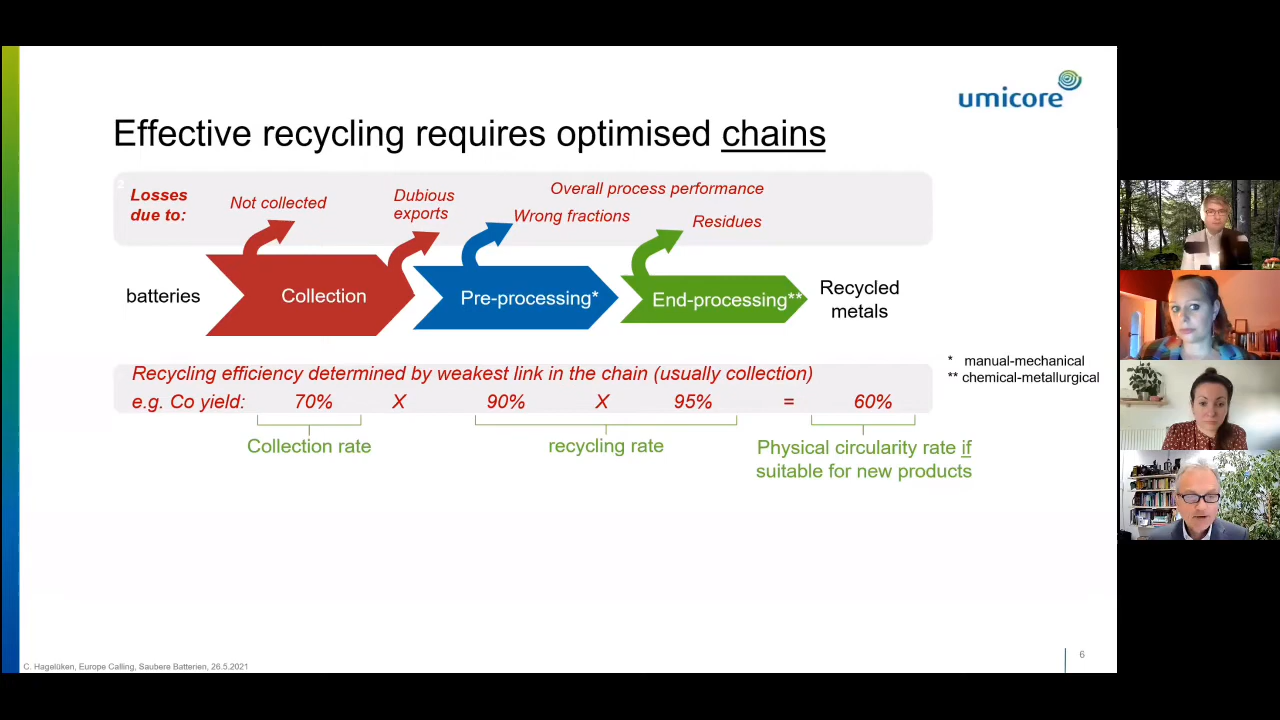 umicore
Effective recycling requires optimised chains
2
Losses
due to:
Not collected
Dubious
exports
Overall process performance
Wrong fractions
Residues
batteries
Collection
Pre-processing*
End-processing**
Recycled
metals
* manual-mechanical
** chemical-metallurgical
Recycling efficiency determined by weakest link in the chain (usually collection)
e.g. Co yield: 70% X 90% X 95% = 60%
Collection rate
recycling rate
Physical circularity rate if
suitable for new products
C. Hagelüken, Europe Calling, Saubere Batterien, 26.5.2021
6